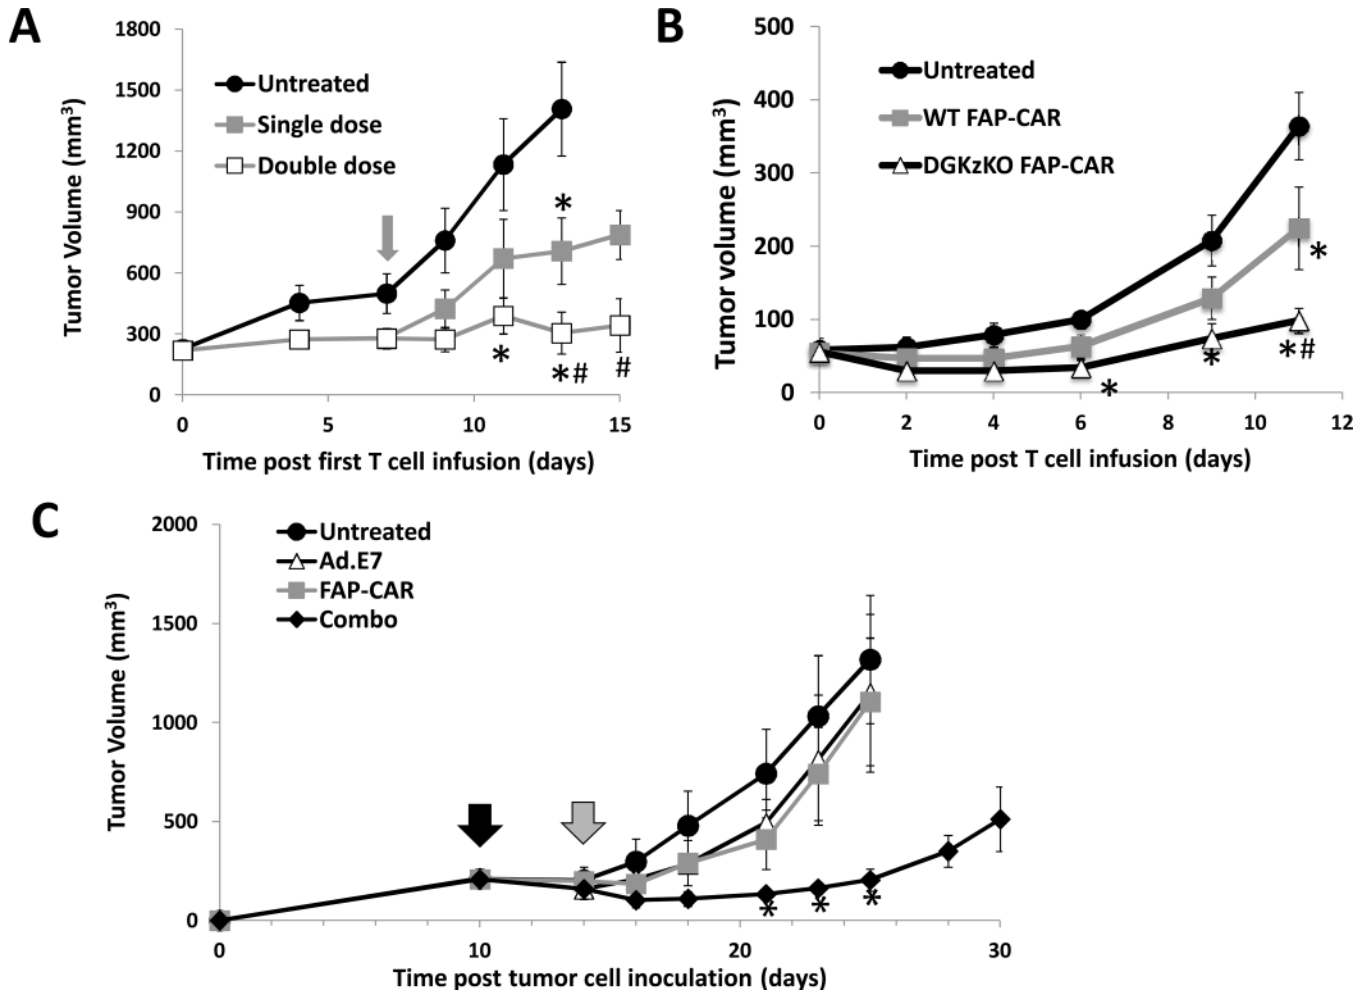 A
Tumor Volume (mm³)
1800
1500
1200
900
600
300
0
Untreated
Single dose
Double dose
*
*
*#
#
0 5 10 15
Time post first T cell infusion (days)
B
Tumor volume (mm³)
500
400
300
200
100
0
Untreated
WT FAP-CAR
DGKzKO FAP-CAR
*
*
*
*#
0 2 4 6 8 10 12
Time post T cell infusion (days)
C
Tumor Volume (mm³)
2000
1500
1000
500
0
Untreated
Ad.E7
FAP-CAR
Combo
* * *
0 10 20 30
Time post tumor cell inoculation (days)